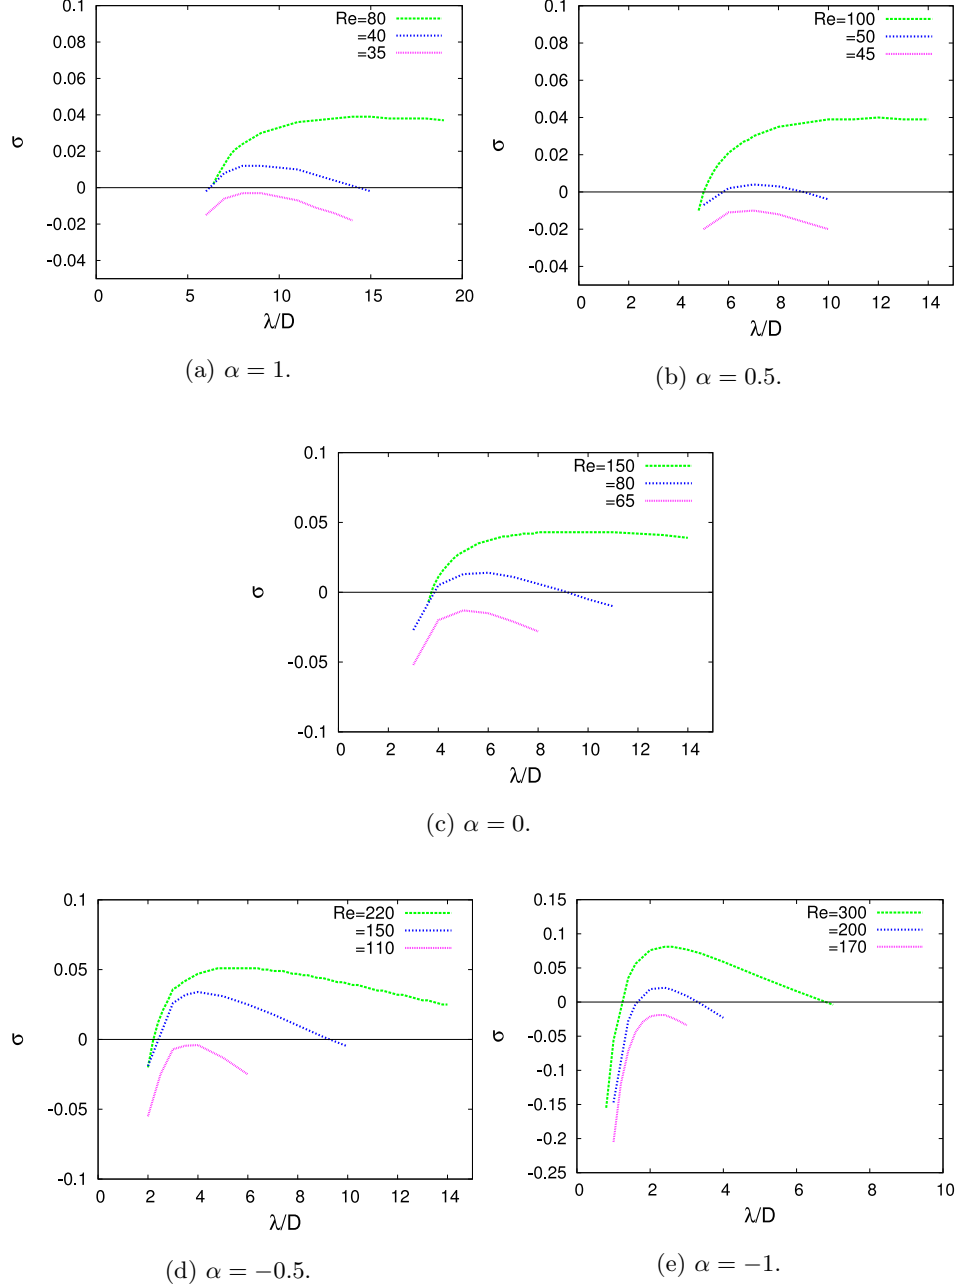 0.1
0.08
0.06
0.04
0.02
0
-0.02
-0.04
σ
0 5 10 15 20
λ/D
Re=80
=40
=35
(a) α = 1.
0.1
0.08
0.06
0.04
0.02
0
-0.02
-0.04
σ
0 2 4 6 8 10 12 14
λ/D
Re=100
=50
=45
(b) α = 0.5.
0.1
0.05
0
-0.05
-0.1
σ
0 2 4 6 8 10 12 14
λ/D
Re=150
=80
=65
(c) α = 0.
0.1
0.05
0
-0.05
-0.1
σ
0 2 4 6 8 10 12 14
λ/D
Re=220
=150
=110
(d) α = −0.5.
0.15
0.1
0.05
0
-0.05
-0.1
-0.15
-0.2
-0.25
σ
0 2 4 6 8 10
λ/D
Re=300
=200
=170
(e) α = −1.